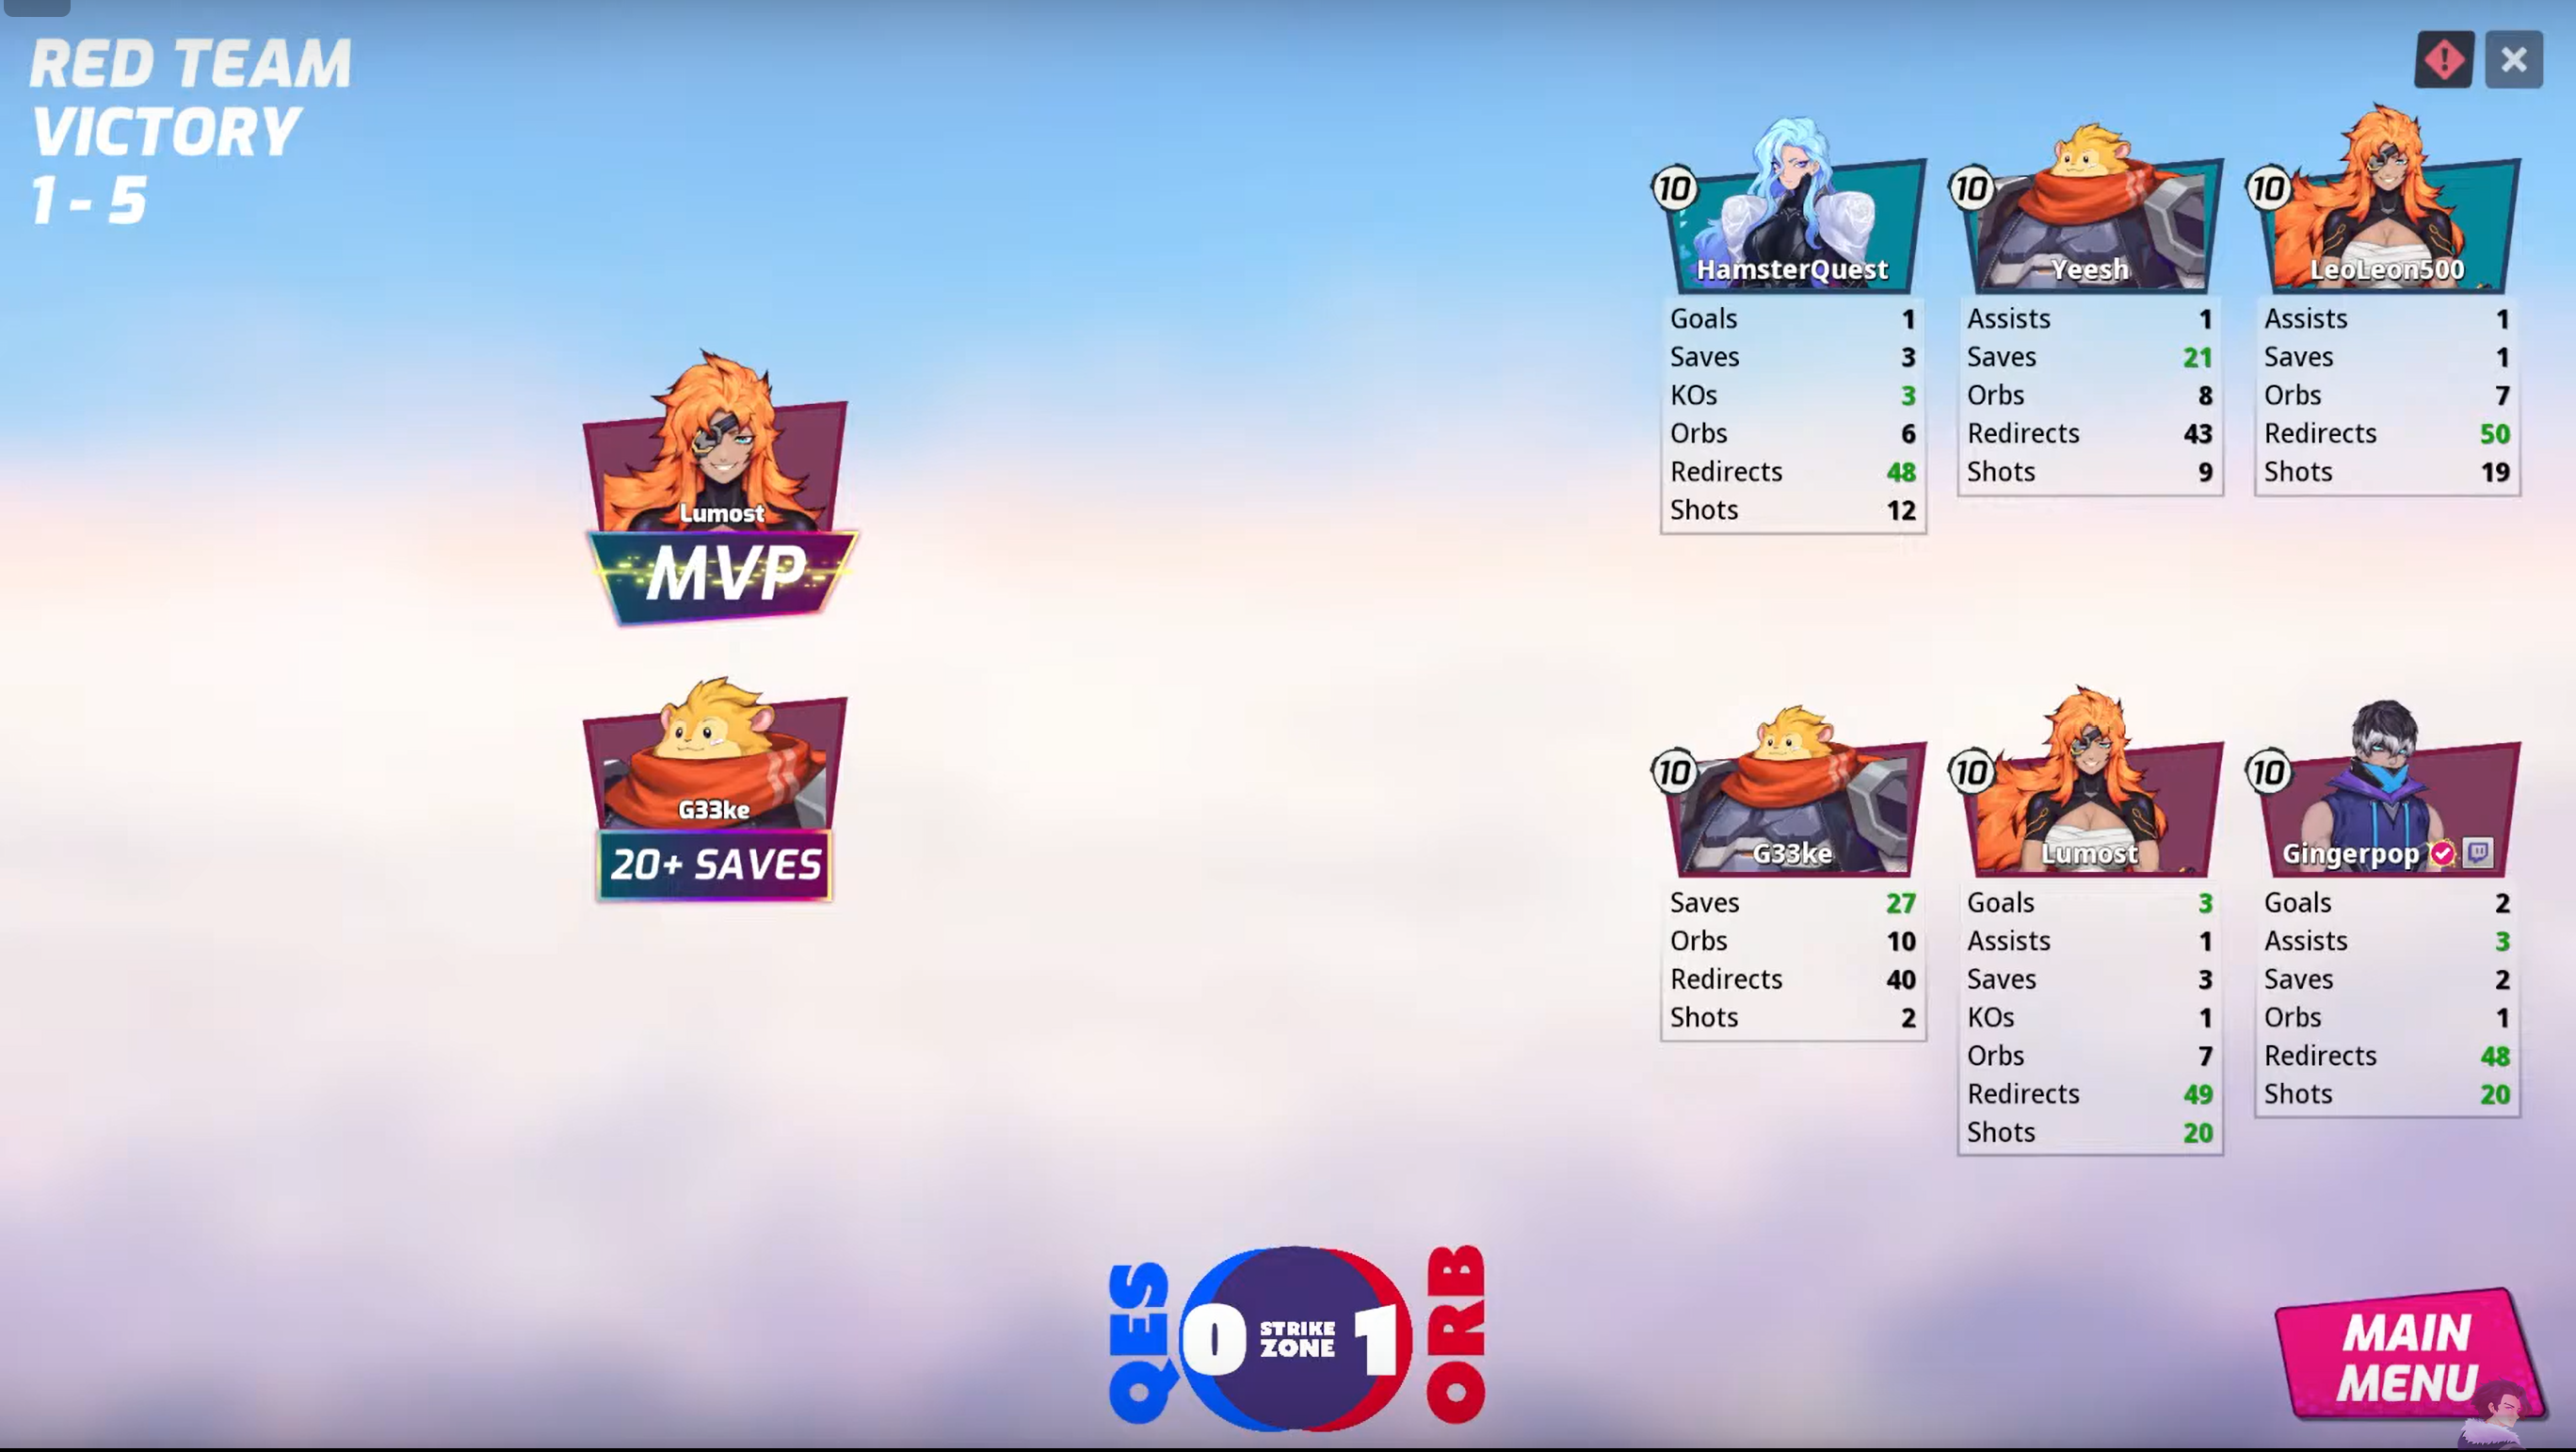 RED TEAM
VICTORY
1 - 5
Lumost
MVP
G33ke
20+ SAVES
10
HamsterQuest
Goals 1
Saves 3
KOs 3
Orbs 6
Redirects 48
Shots 12
10
Yeesh
Assists 1
Saves 21
Orbs 8
Redirects 43
Shots 9
10
LeoLeon500
Assists 1
Saves 1
Orbs 7
Redirects 50
Shots 19
10
G33ke
Saves 27
Orbs 10
Redirects 40
Shots 2
10
Lumost
Goals 3
Assists 1
Saves 3
KOs 1
Orbs 7
Redirects 49
Shots 20
10
Gingerpop
Goals 2
Assists 3
Saves 2
Orbs 1
Redirects 48
Shots 20
QES
0
STRIKE
ZONE
1
ORB
MAIN
MENU